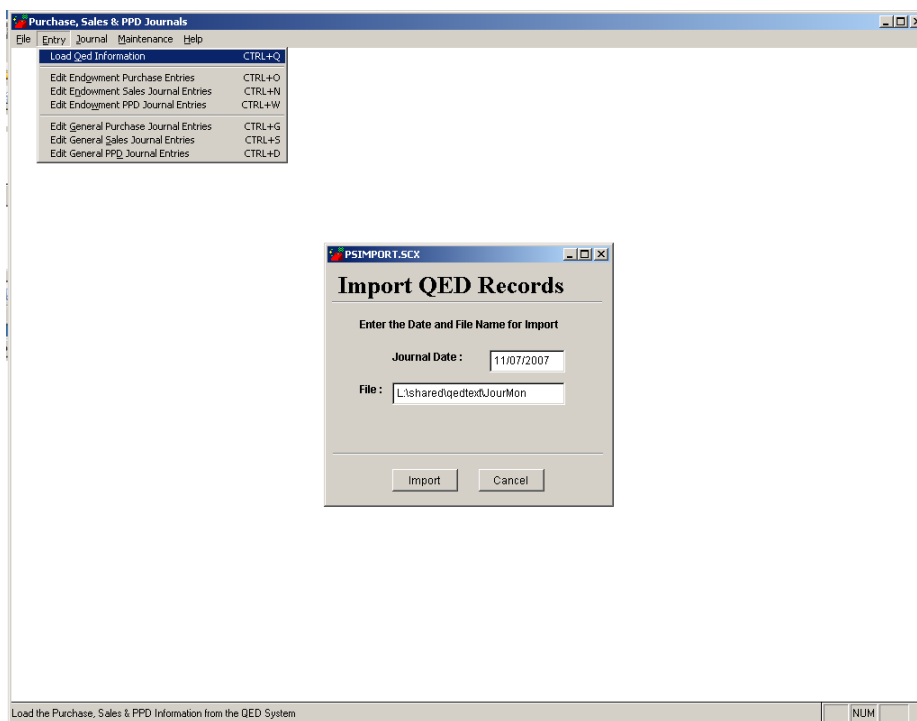 Purchase, Sales & PPD Journals
File Entry Journal Maintenance Help
Load Qed Information CTRL+Q
Edit Endowment Purchase Entries CTRL+O
Edit Endowment Sales Journal Entries CTRL+N
Edit Endowment PPD Journal Entries CTRL+W
Edit General Purchase Journal Entries CTRL+G
Edit General Sales Journal Entries CTRL+S
Edit General PPD Journal Entries CTRL+D
PSIMPORT.SCX
Import QED Records
Enter the Date and File Name for Import
Journal Date : 11/07/2007
File : L:\shared\qedtext\JourMon
Import Cancel
Load the Purchase, Sales & PPD Information from the QED System NUM